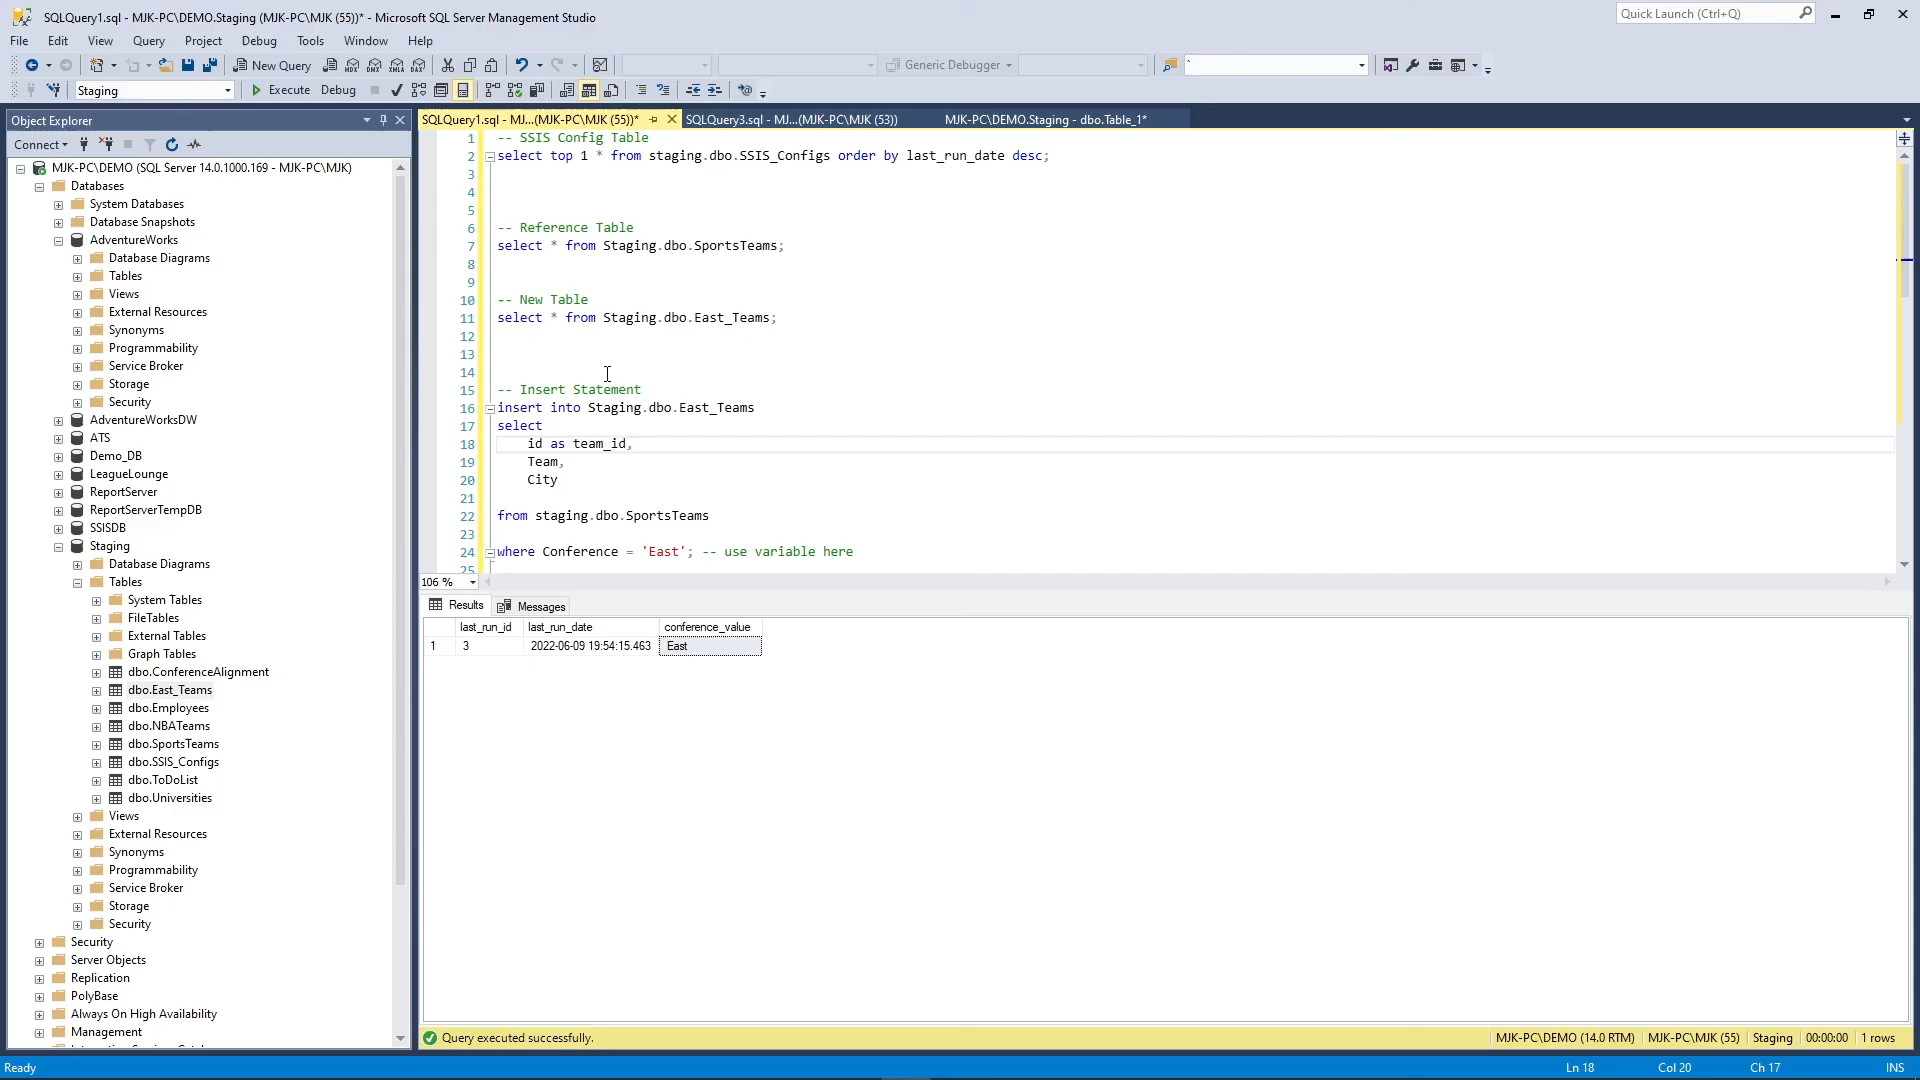 SQLQuery1.sql - MJK-PC\DEMO.Staging (MJK-PC\MJK (55))* - Microsoft SQL Server Management Studio
Quick Launch (Ctrl+Q)
File Edit View Query Project Debug Tools Window Help
New Query
Generic Debugger
Staging
Execute Debug
Object Explorer
Connect
MJK-PC\DEMO (SQL Server 14.0.1000.169 - MJK-PC\MJK)
Databases
System Databases
Database Snapshots
AdventureWorks
Database Diagrams
Tables
Views
External Resources
Synonyms
Programmability
Service Broker
Storage
Security
AdventureWorksDW
ATS
Demo_DB
LeagueLounge
ReportServer
ReportServerTempDB
SSISDB
Staging
Database Diagrams
Tables
System Tables
FileTables
External Tables
Graph Tables
dbo.ConferenceAlignment
dbo.East_Teams
dbo.Employees
dbo.NBATeams
dbo.SportsTeams
dbo.SSIS_Configs
dbo.ToDoList
dbo.Universities
Views
External Resources
Synonyms
Programmability
Service Broker
Storage
Security
Security
Server Objects
Replication
PolyBase
Always On High Availability
Management
SQLQuery1.sql - MJ...(MJK-PC\MJK (55))* SQLQuery3.sql - MJ...(MJK-PC\MJK (53)) MJK-PC\DEMO.Staging - dbo.Table_1*
1 -- SSIS Config Table
2 select top 1 * from staging.dbo.SSIS_Configs order by last_run_date desc;
3
4
5
6 -- Reference Table
7 select * from Staging.dbo.SportsTeams;
8
9
10 -- New Table
11 select * from Staging.dbo.East_Teams;
12
13
14
15 -- Insert Statement
16 insert into Staging.dbo.East_Teams
17 select
18 id as team_id,
19 Team,
20 City
21
22 from staging.dbo.SportsTeams
23
24 where Conference = 'East'; -- use variable here
25
106 %
Results Messages
last_run_id last_run_date conference_value
1 3 2022-06-09 19:54:15.463 East
Query executed successfully.
MJK-PC\DEMO (14.0 RTM) MJK-PC\MJK (55) Staging 00:00:00 1 rows
Ready
Ln 18 Col 20 Ch 17 INS